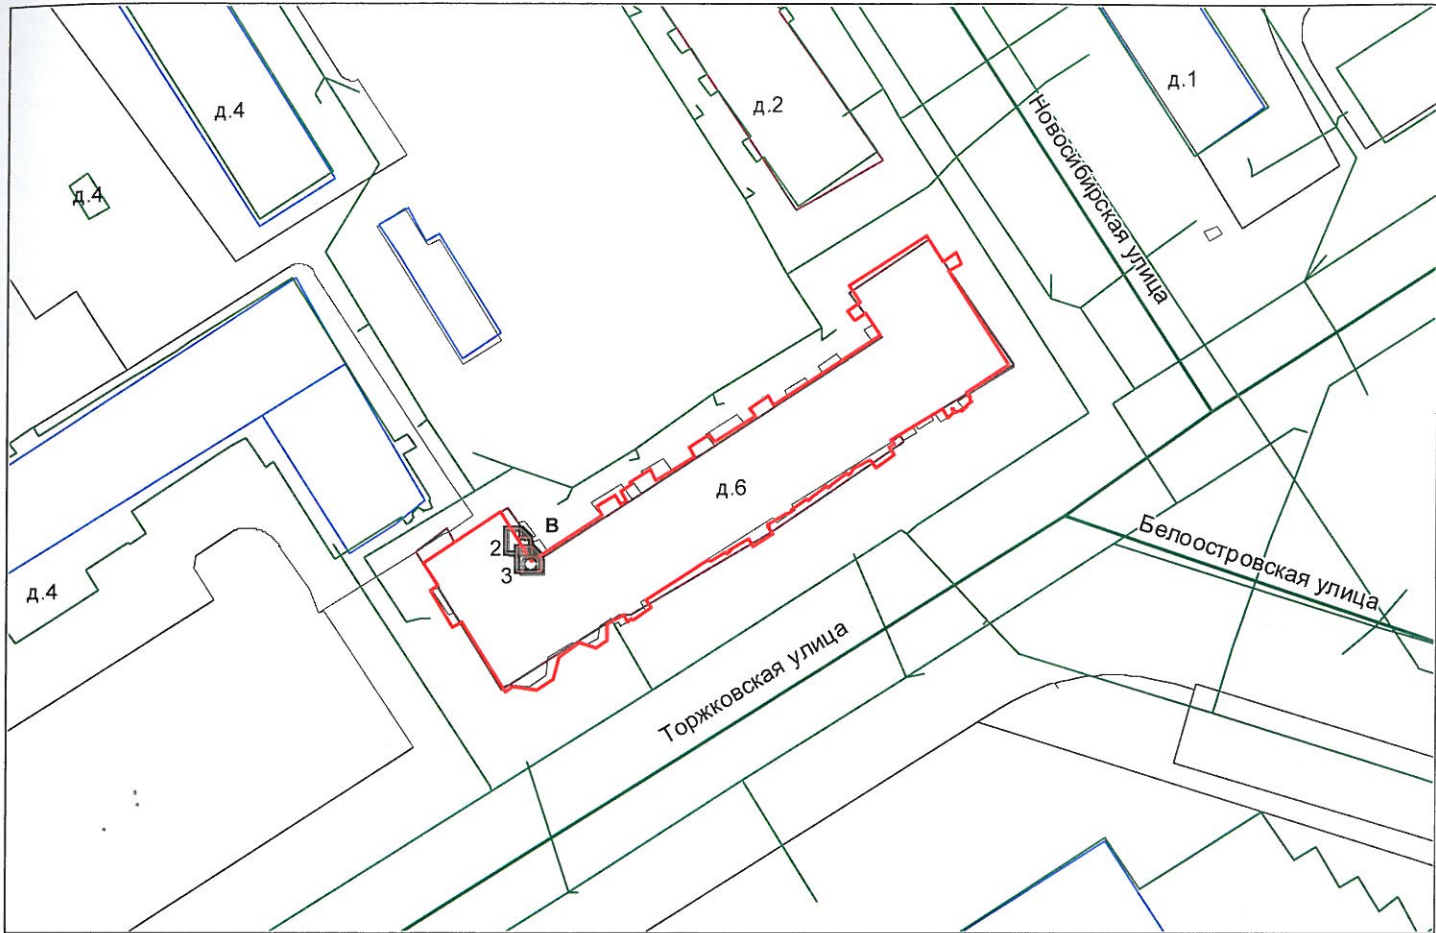 д.4
д.2
д.1
д.4
Новосибирская улица
д.6
В
2
3
Белоостровская улица
д.4
Торжковская улица